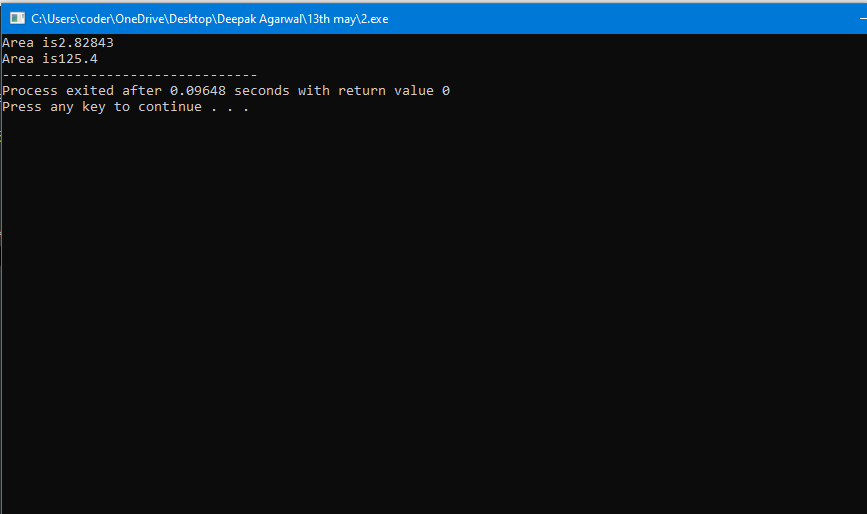 C:\Users\coder\OneDrive\Desktop\Deepak Agarwal\13th may\2.exe
Area is2.82843
Area is125.4
--------------------------------
Process exited after 0.09648 seconds with return value 0
Press any key to continue . . .